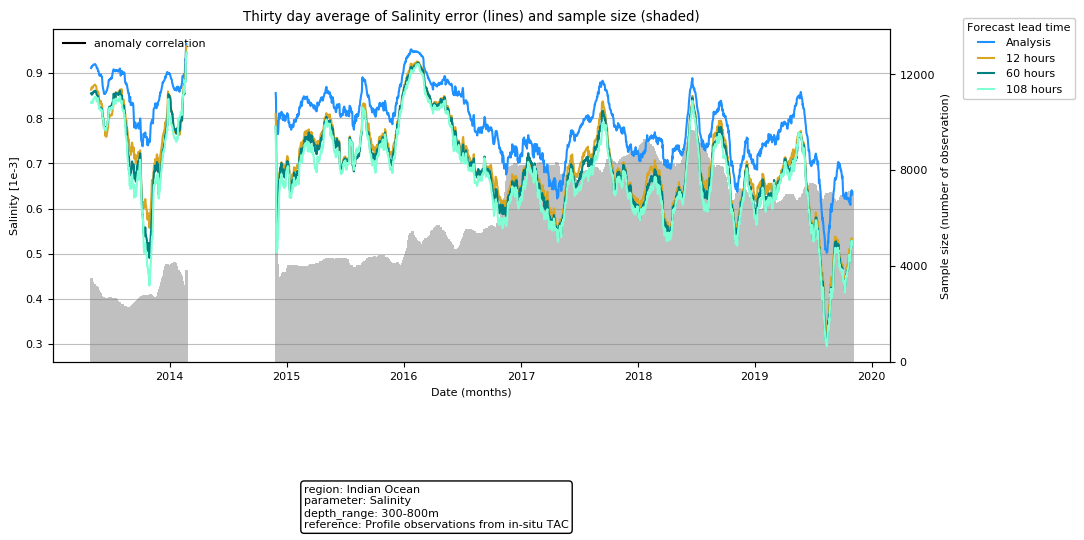 Thirty day average of Salinity error (lines) and sample size (shaded)
anomaly correlation
Forecast lead time
Analysis
12 hours
60 hours
108 hours
Salinity [1e-3]
0.9
0.8
0.7
0.6
0.5
0.4
0.3
12000
8000
4000
0
Sample size (number of observation)
2014
2015
2016
2017
2018
2019
2020
Date (months)
region: Indian Ocean
parameter: Salinity
depth_range: 300-800m
reference: Profile observations from in-situ TAC